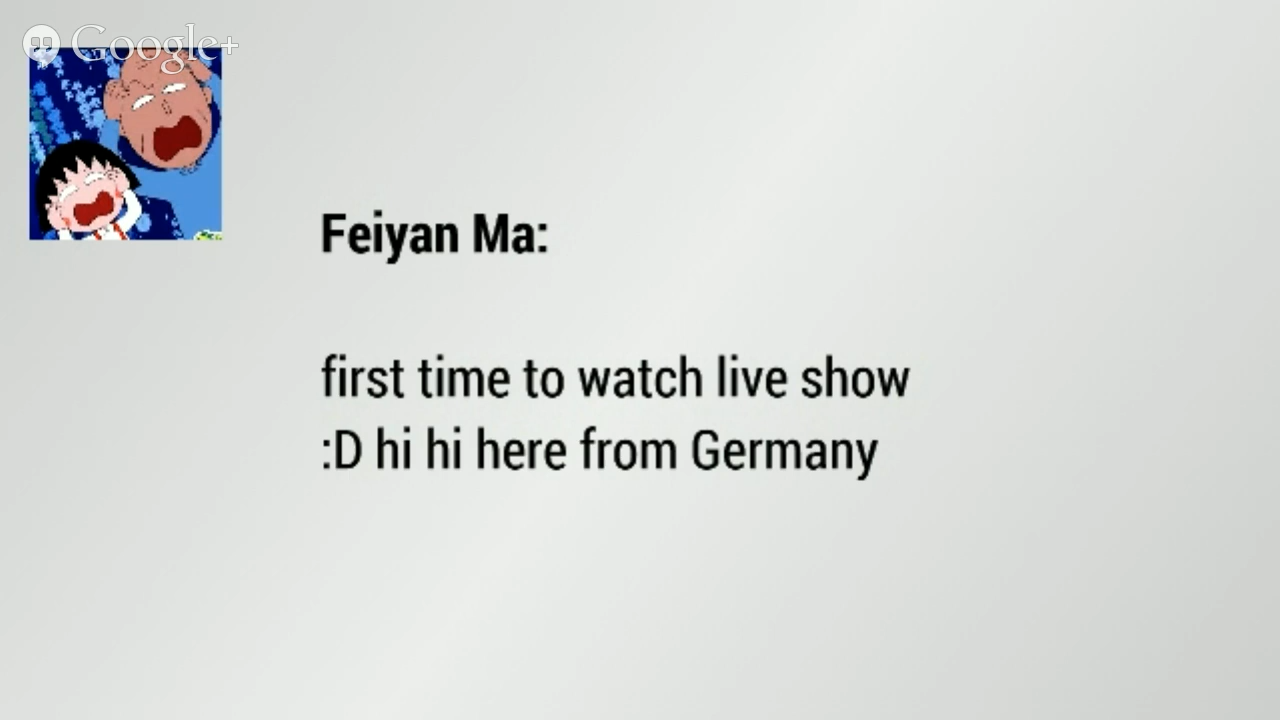 Google+
Feiyan Ma:
first time to watch live show
:D hi hi here from Germany